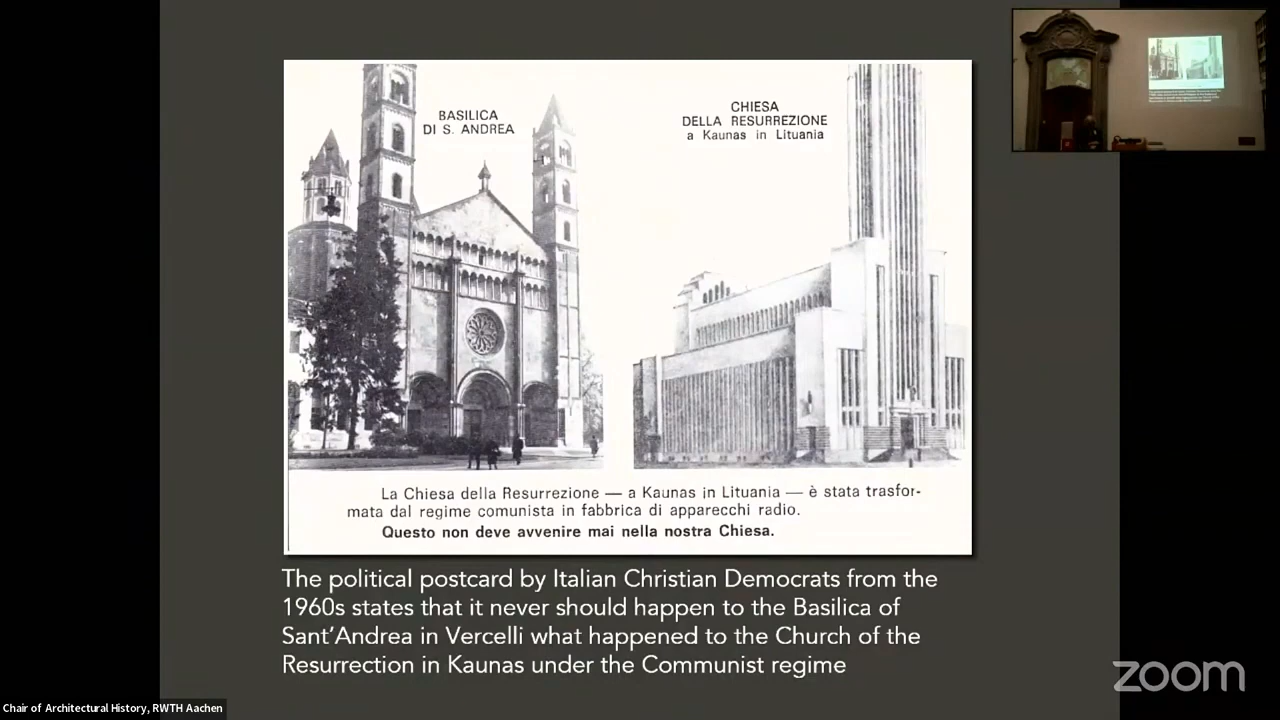 BASILICA
DI S. ANDREA
CHIESA
DELLA RESURREZIONE
a Kaunas in Lituania
La Chiesa della Resurrezione — a Kaunas in Lituania — è stata trasfor-
mata dal regime comunista in fabbrica di apparecchi radio.
Questo non deve avvenire mai nella nostra Chiesa.
The political postcard by Italian Christian Democrats from the
1960s states that it never should happen to the Basilica of
Sant'Andrea in Vercelli what happened to the Church of the
Resurrection in Kaunas under the Communist regime
zoom
Chair of Architectural History, RWTH Aachen